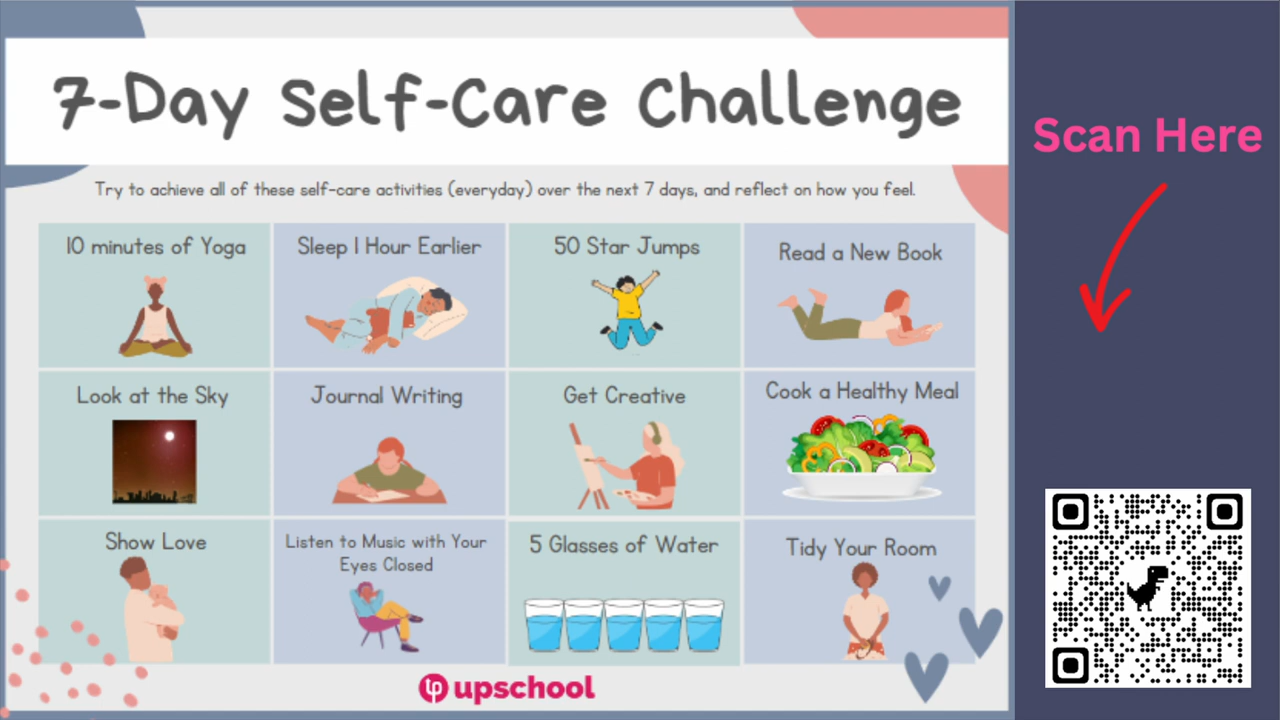 7-Day Self-Care Challenge
Scan Here
Try to achieve all of these self-care activities (everyday) over the next 7 days, and reflect on how you feel.
10 minutes of Yoga
Sleep 1 Hour Earlier
50 Star Jumps
Read a New Book
Look at the Sky
Journal Writing
Get Creative
Cook a Healthy Meal
Show Love
Listen to Music with Your
Eyes Closed
5 Glasses of Water
Tidy Your Room
up upschool